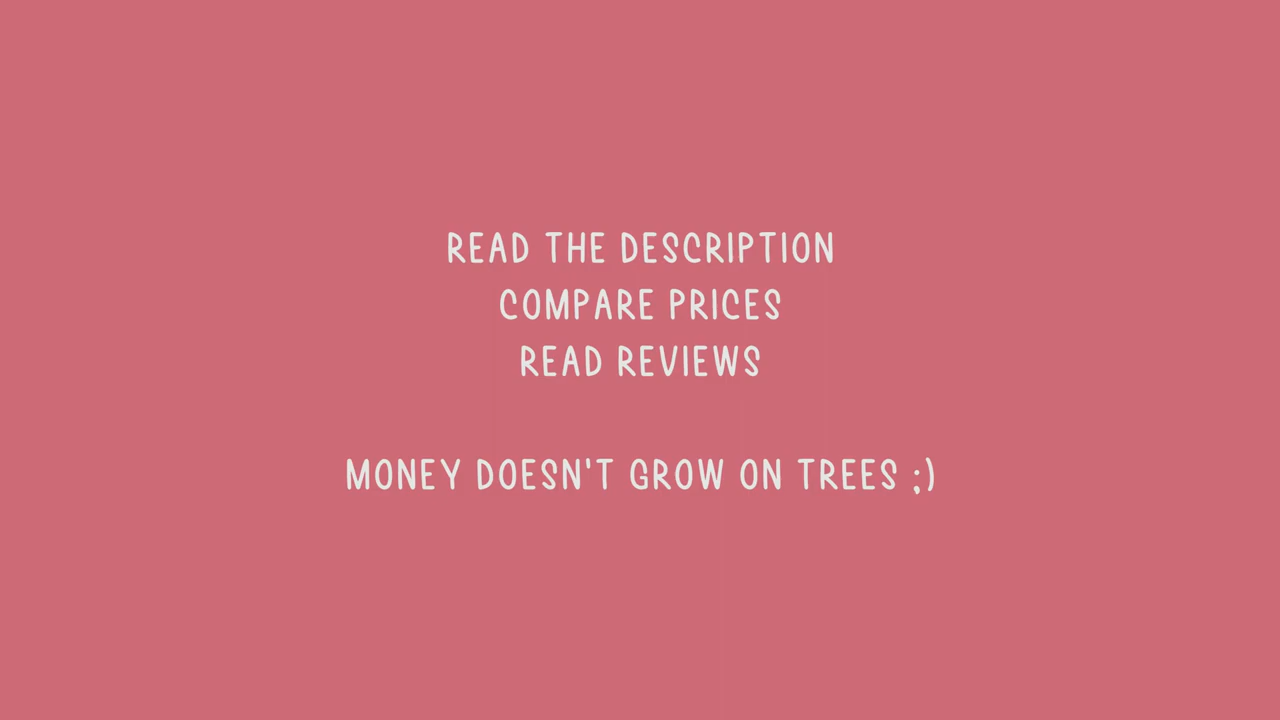 READ THE DESCRIPTION
COMPARE PRICES
READ REVIEWS
MONEY DOESN'T GROW ON TREES ;)